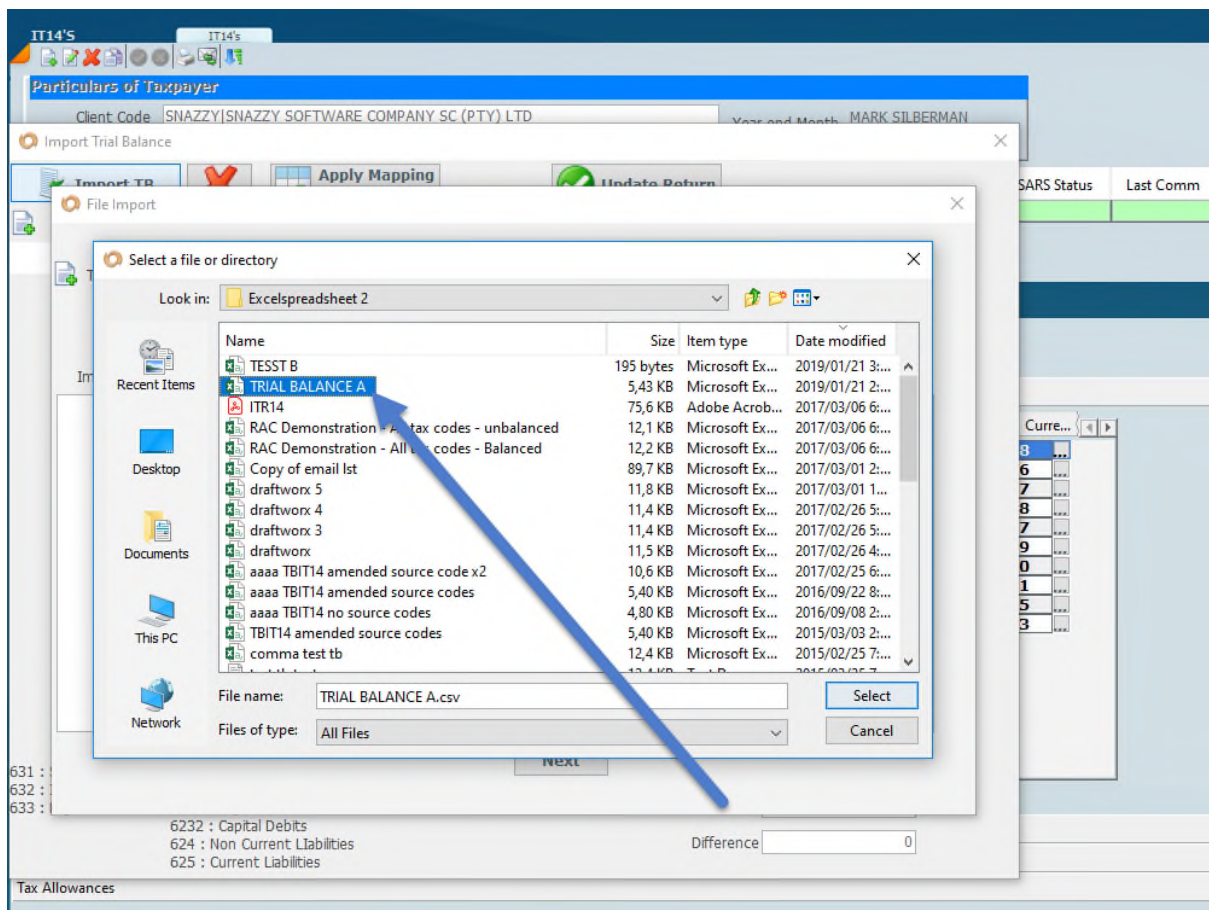 IT14'S IT14's
Particulars of Taxpayer
Client Code SNAZZY|SNAZZY SOFTWARE COMPANY SC (PTY) LTD Year end Month MARK SILBERMAN
Import Trial Balance
Import TB Apply Mapping Update Return
SARS Status Last Comm
File Import
Select a file or directory
Look in: Excelspreadsheet 2
Name Size Item type Date modified
TESST B 195 bytes Microsoft Ex... 2019/01/21 3:...
TRIAL BALANCE A 5,43 KB Microsoft Ex... 2019/01/21 2:...
ITR14 75,6 KB Adobe Acrob... 2017/03/06 6:...
RAC Demonstration - tax codes - unbalanced 12,1 KB Microsoft Ex... 2017/03/06 6:...
RAC Demonstration - All codes - Balanced 12,2 KB Microsoft Ex... 2017/03/06 6:...
Copy of email lst 89,7 KB Microsoft Ex... 2017/03/01 2:...
draftworx 5 11,8 KB Microsoft Ex... 2017/03/01 1...
draftworx 4 11,4 KB Microsoft Ex... 2017/02/26 5:...
draftworx 3 11,4 KB Microsoft Ex... 2017/02/26 5:...
draftworx 11,5 KB Microsoft Ex... 2017/02/26 4:...
aaaa TBIT14 amended source code x2 10,6 KB Microsoft Ex... 2017/02/25 6:...
aaaa TBIT14 amended source codes 5,40 KB Microsoft Ex... 2016/09/22 8:...
aaaa TBIT14 no source codes 4,80 KB Microsoft Ex... 2016/09/08 2:...
TBIT14 amended source codes 5,40 KB Microsoft Ex... 2015/03/03 2:...
comma test tb 12,4 KB Microsoft Ex... 2015/02/25 7:...
Recent Items
Desktop
Documents
This PC
Network
Curre...
8 ...
6 ...
7 ...
8 ...
7 ...
9 ...
0 ...
1 ...
5 ...
3 ...
File name: TRIAL BALANCE A.csv Select
Files of type: All Files Cancel
Next
631 :
632 :
633 :
6232 : Capital Debits
624 : Non Current LIabilities Difference 0
625 : Current Liabilities
Tax Allowances